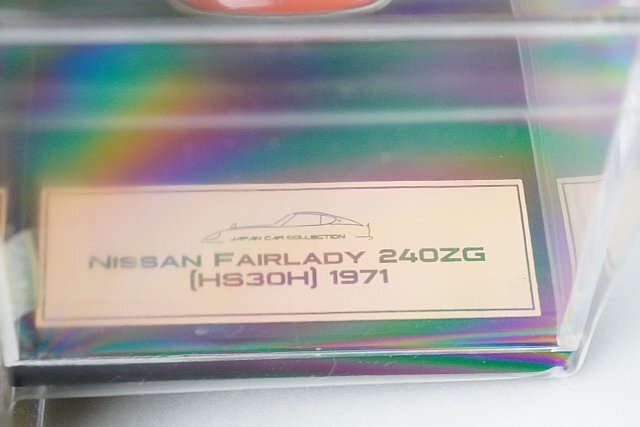 JAPAN CAR COLLECTION
NISSAN FAIRLADY 240ZG
(HS30H) 1971